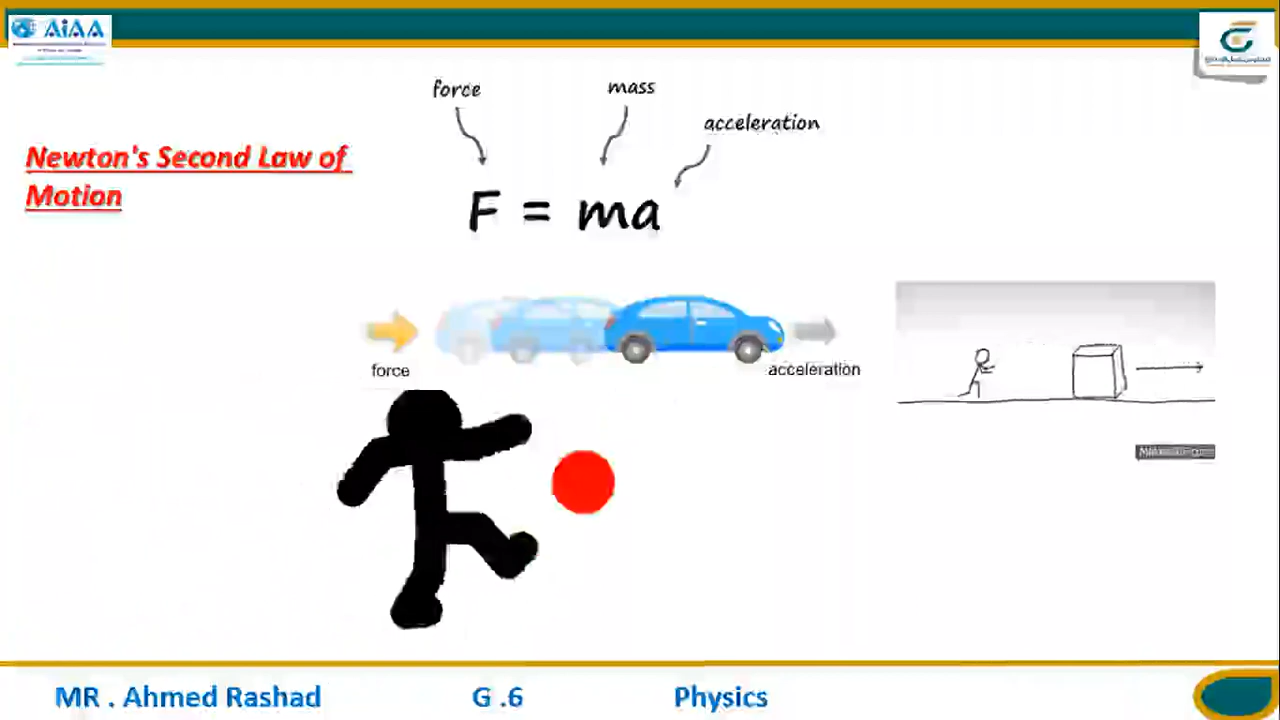 AiAA
force
mass
acceleration
Newton's Second Law of
Motion
F = ma
force
acceleration
MR . Ahmed Rashad
G .6
Physics